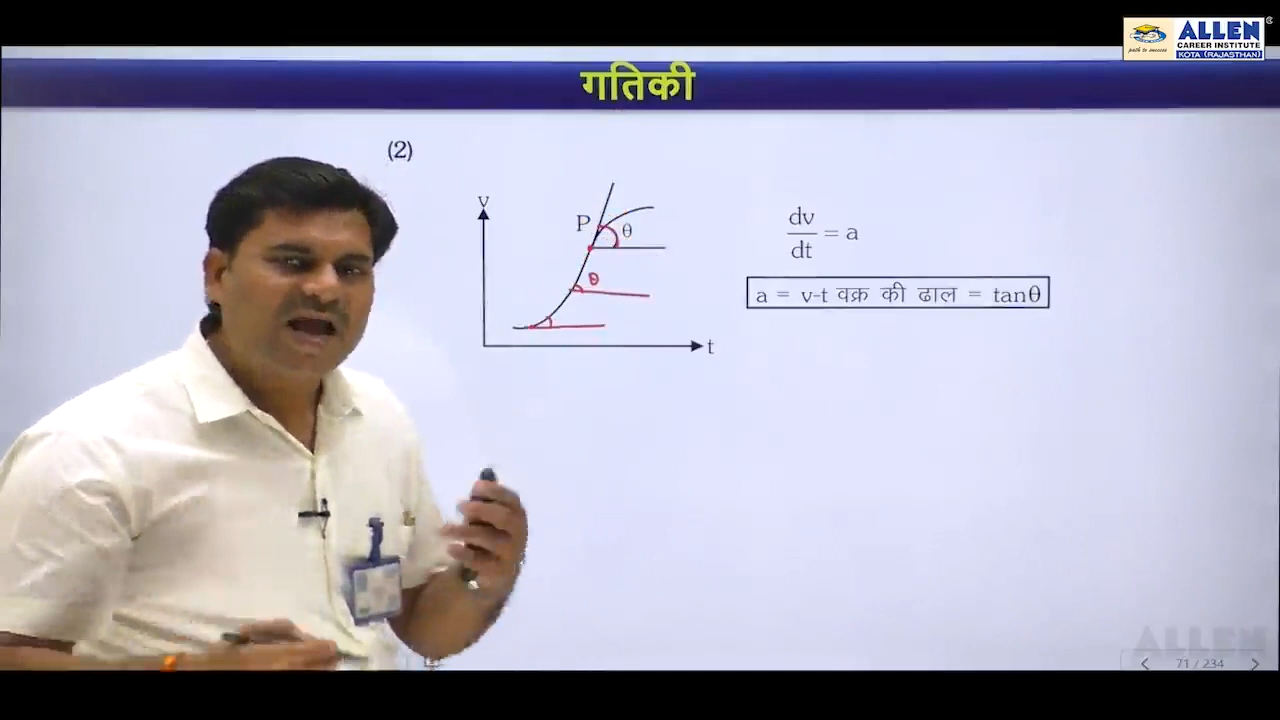 ALLEN
CAREER INSTITUTE
KOTA (RAJASTHAN)
path to success
गतिकी
(2)
v
P
θ
θ
t
dv
dt
= a
a = v-t वक्र की ढाल = tanθ
ALLEN
71 / 234